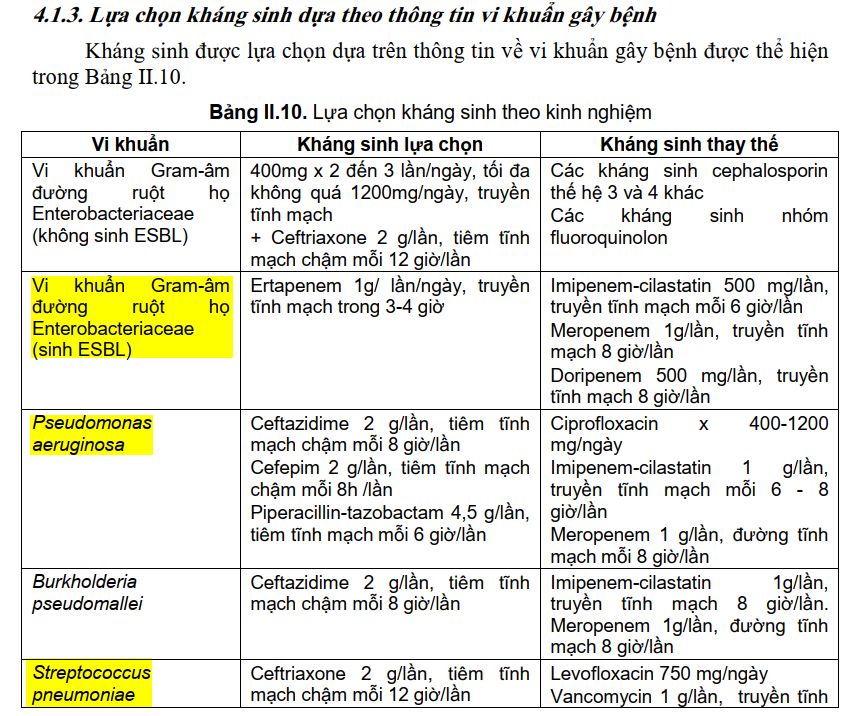 4.1.3. Lựa chọn kháng sinh dựa theo thông tin vi khuẩn gây bệnh
Kháng sinh được lựa chọn dựa trên thông tin về vi khuẩn gây bệnh được thể hiện
trong Bảng II.10.
Bảng II.10. Lựa chọn kháng sinh theo kinh nghiệm
Vi khuẩn
Kháng sinh lựa chọn
Kháng sinh thay thế
Vi khuẩn Gram-âm
đường ruột họ
Enterobacteriaceae
(không sinh ESBL)
400mg x 2 đến 3 lần/ngày, tối đa
không quá 1200mg/ngày, truyền
tĩnh mạch
+ Ceftriaxone 2 g/lần, tiêm tĩnh
mạch chậm mỗi 12 giờ/lần
Các kháng sinh cephalosporin
thế hệ 3 và 4 khác
Các kháng sinh nhóm
fluoroquinolon
Vi khuẩn Gram-âm
đường ruột họ
Enterobacteriaceae
(sinh ESBL)
Ertapenem 1g/ lần/ngày, truyền
tĩnh mạch trong 3-4 giờ
Imipenem-cilastatin 500 mg/lần,
truyền tĩnh mạch mỗi 6 giờ/lần
Meropenem 1g/lần, truyền tĩnh
mạch 8 giờ/lần
Doripenem 500 mg/lần, truyền
tĩnh mạch 8 giờ/lần
Pseudomonas
aeruginosa
Ceftazidime 2 g/lần, tiêm tĩnh
mạch chậm mỗi 8 giờ/lần
Cefepim 2 g/lần, tiêm tĩnh mạch
chậm mỗi 8h /lần
Piperacillin-tazobactam 4,5 g/lần,
tiêm tĩnh mạch mỗi 6 giờ/lần
Ciprofloxacin x 400-1200
mg/ngày
Imipenem-cilastatin 1 g/lần,
truyền tĩnh mạch mỗi 6 - 8
giờ/lần
Meropenem 1 g/lần, đường tĩnh
mạch mỗi 8 giờ/lần
Burkholderia
pseudomallei
Ceftazidime 2 g/lần, tiêm tĩnh
mạch chậm mỗi 8 giờ/lần
Imipenem-cilastatin 1g/lần,
truyền tĩnh mạch 8 giờ/lần.
Meropenem 1g/lần, đường tĩnh
mạch 8 giờ/lần
Streptococcus
pneumoniae
Ceftriaxone 2 g/lần, tiêm tĩnh
mạch chậm mỗi 12 giờ/lần
Levofloxacin 750 mg/ngày
Vancomycin 1 g/lần, truyền tĩnh